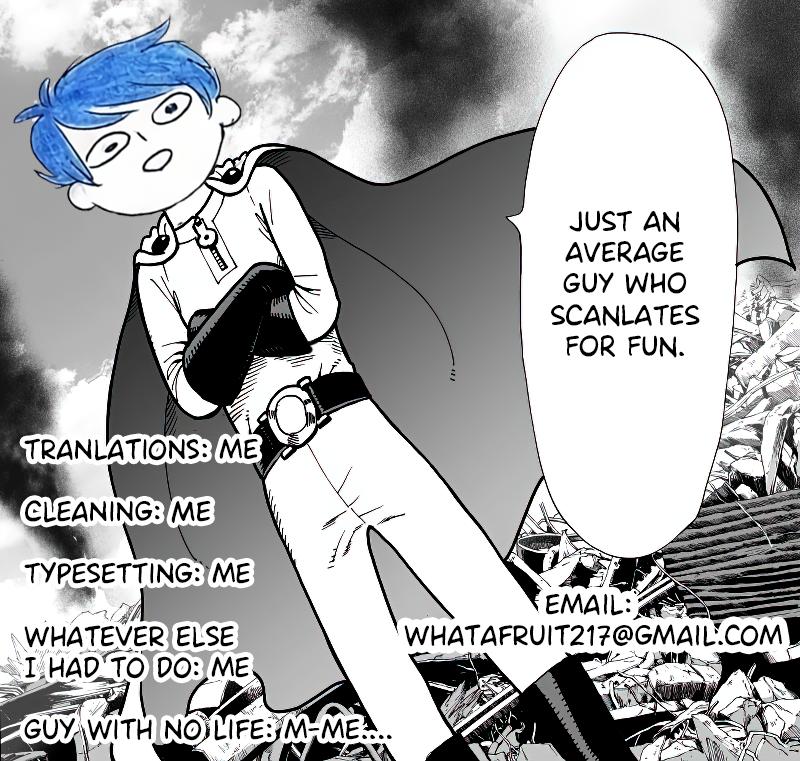 JUST AN
AVERAGE
GUY WHO
SCANLATES
FOR FUN.
TRANLATIONS: ME
CLEANING: ME
TYPESETTING: ME
WHATEVER ELSE
I HAD TO DO: ME
GUY WITH NO LIFE: M-ME....
EMAIL:
WHATAFRUIT217@GMAIL.COM